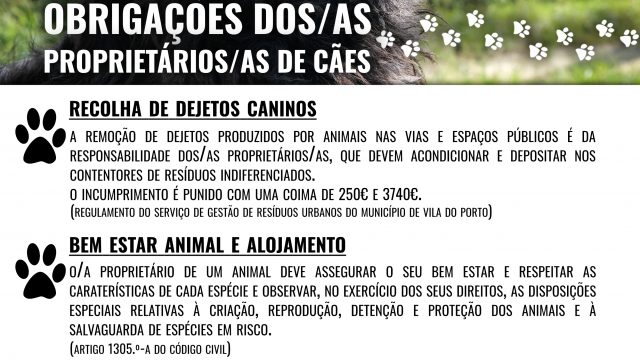 OBRIGAÇÕES DOS/AS
PROPRIETÁRIOS/AS DE CÃES
RECOLHA DE DEJETOS CANINOS
A REMOÇÃO DE DEJETOS PRODUZIDOS POR ANIMAIS NAS VIAS E ESPAÇOS PÚBLICOS É DA
RESPONSABILIDADE DOS/AS PROPRIETÁRIOS/AS, QUE DEVEM ACONDICIONAR E DEPOSITAR NOS
CONTENTORES DE RESÍDUOS INDIFERENCIADOS.
O INCUMPRIMENTO É PUNIDO COM UMA COIMA DE 250€ E 3740€.
(REGULAMENTO DO SERVIÇO DE GESTÃO DE RESÍDUOS URBANOS DO MUNICÍPIO DE VILA DO PORTO)
BEM ESTAR ANIMAL E ALOJAMENTO
O/A PROPRIETÁRIO DE UM ANIMAL DEVE ASSEGURAR O SEU BEM ESTAR E RESPEITAR AS
CARATERÍSTICAS DE CADA ESPÉCIE E OBSERVAR, NO EXERCÍCIO DOS SEUS DIREITOS, AS DISPOSIÇÕES
ESPECIAIS RELATIVAS À CRIAÇÃO, REPRODUÇÃO, DETENÇÃO E PROTEÇÃO DOS ANIMAIS E À
SALVAGUARDA DE ESPÉCIES EM RISCO.
(ARTIGO 1305.º-A DO CÓDIGO CIVIL)